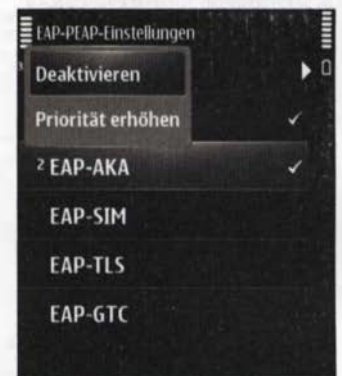 EAP-PEAP-Einstellungen
Deaktivieren
Priorität erhöhen
² EAP-AKA
EAP-SIM
EAP-TLS
EAP-GTC